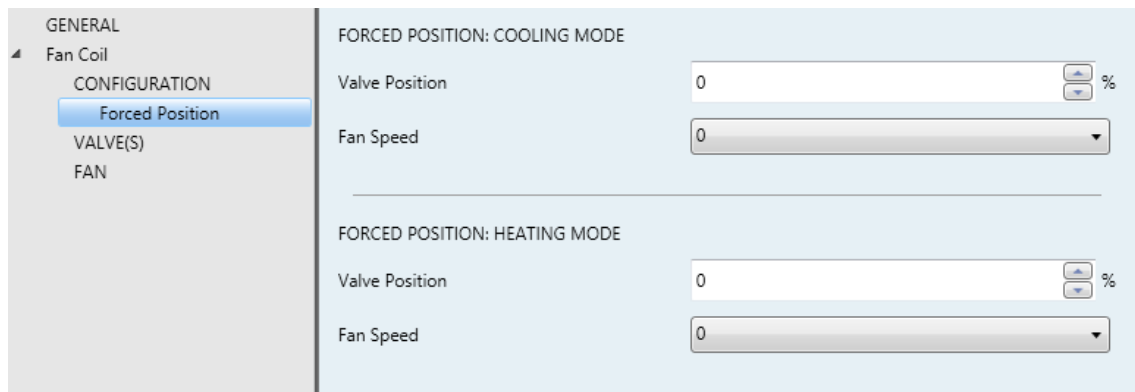 GENERAL
Fan Coil
CONFIGURATION
Forced Position
VALVE(S)
FAN
FORCED POSITION: COOLING MODE
Valve Position 0 %
Fan Speed 0
FORCED POSITION: HEATING MODE
Valve Position 0 %
Fan Speed 0